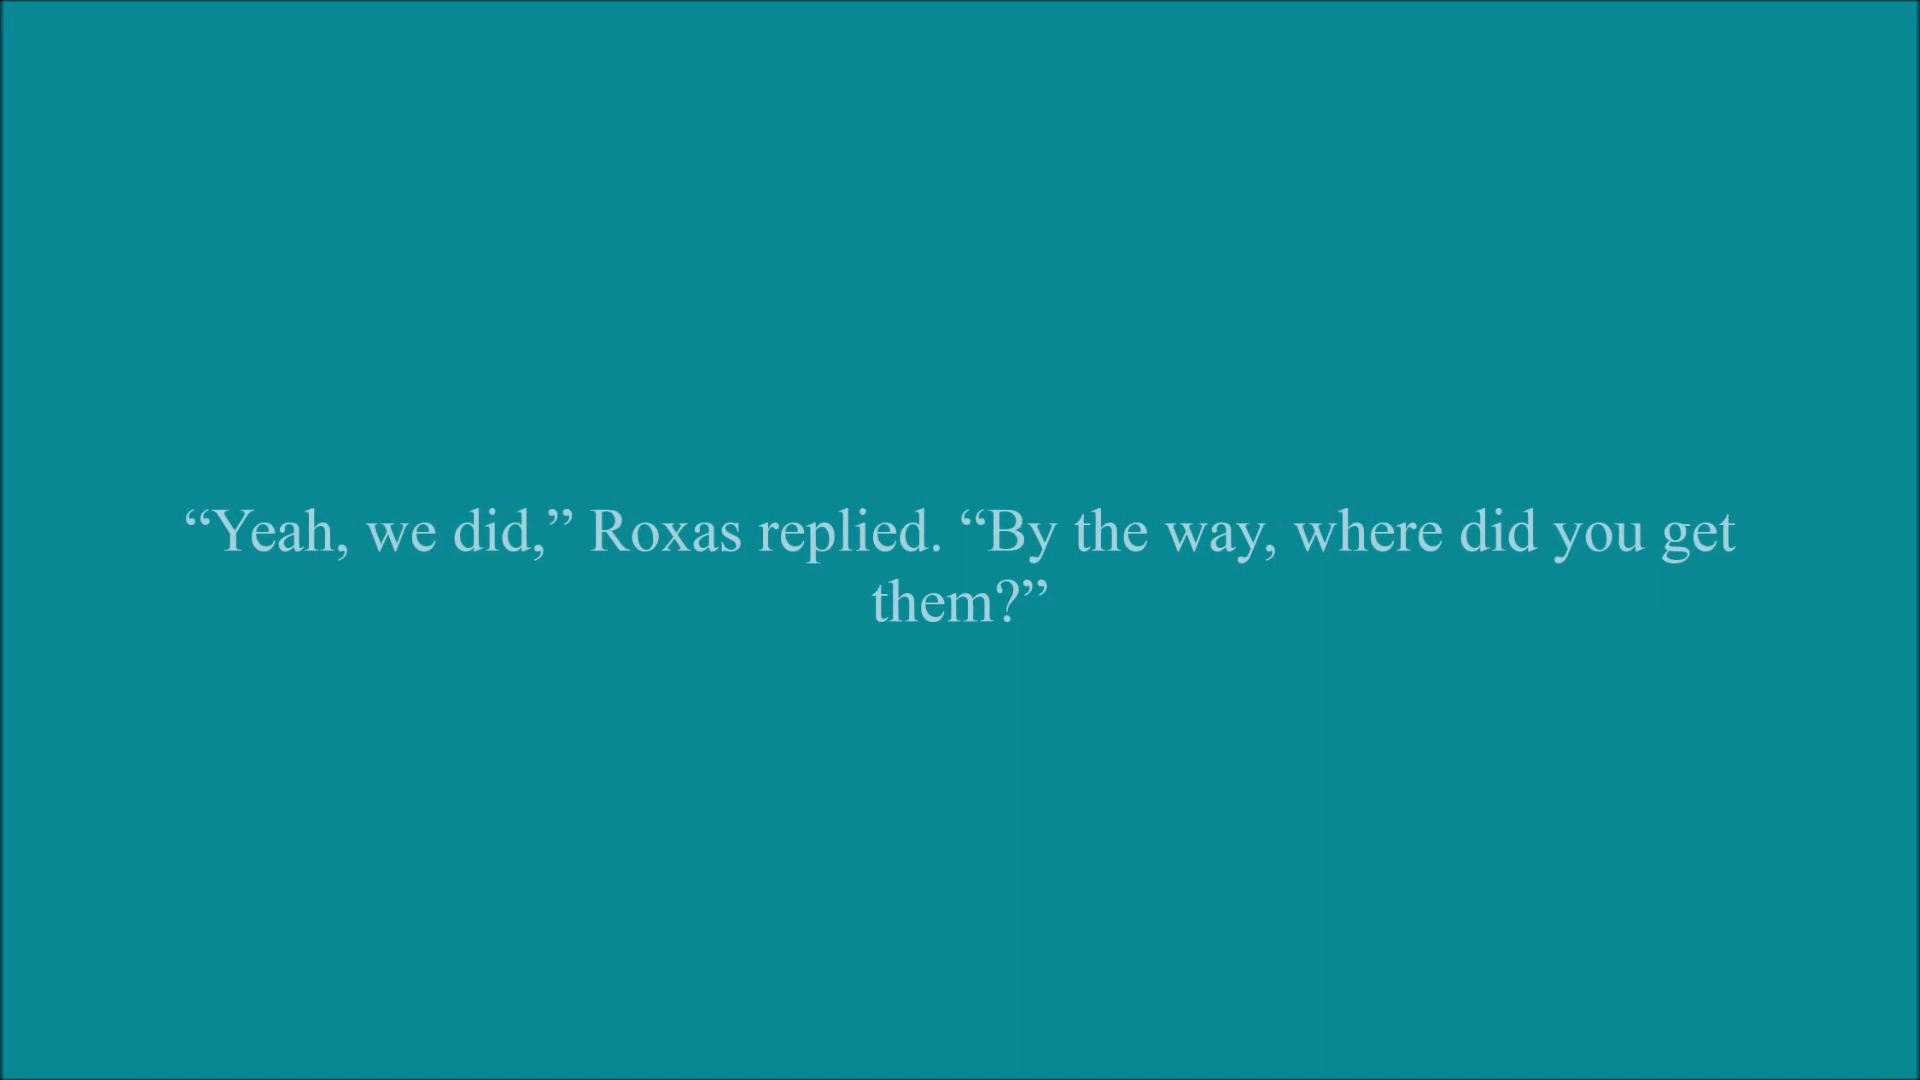 “Yeah, we did,” Roxas replied. “By the way, where did you get
them?”